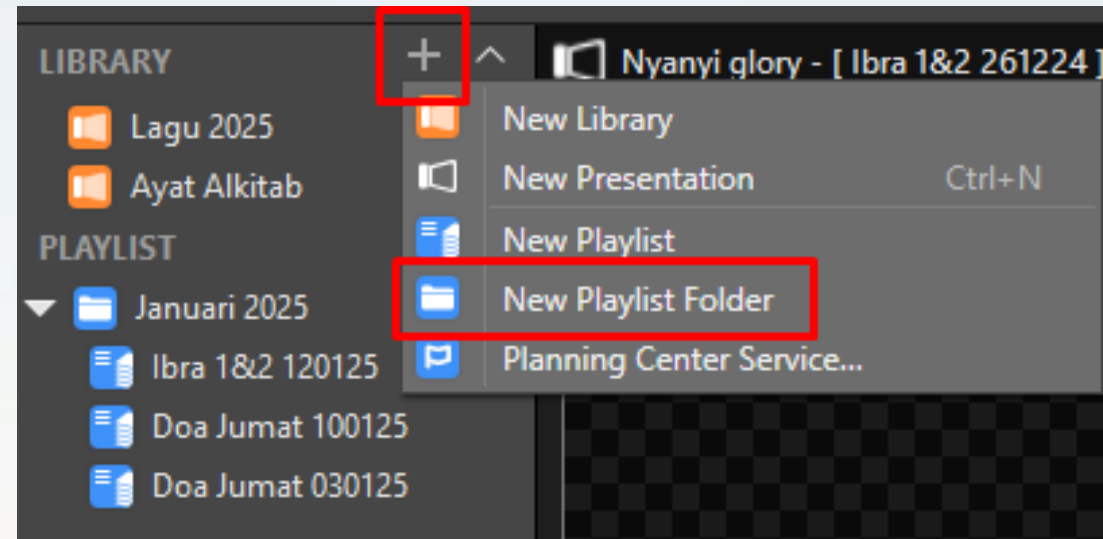 LIBRARY
Lagu 2025
Ayat Alkitab
PLAYLIST
Januari 2025
Ibra 1&2 120125
Doa Jumat 100125
Doa Jumat 030125
Nyanyi glory - [ Ibra 1&2 261224 ]
New Library
New Presentation Ctrl+N
New Playlist
New Playlist Folder
Planning Center Service...